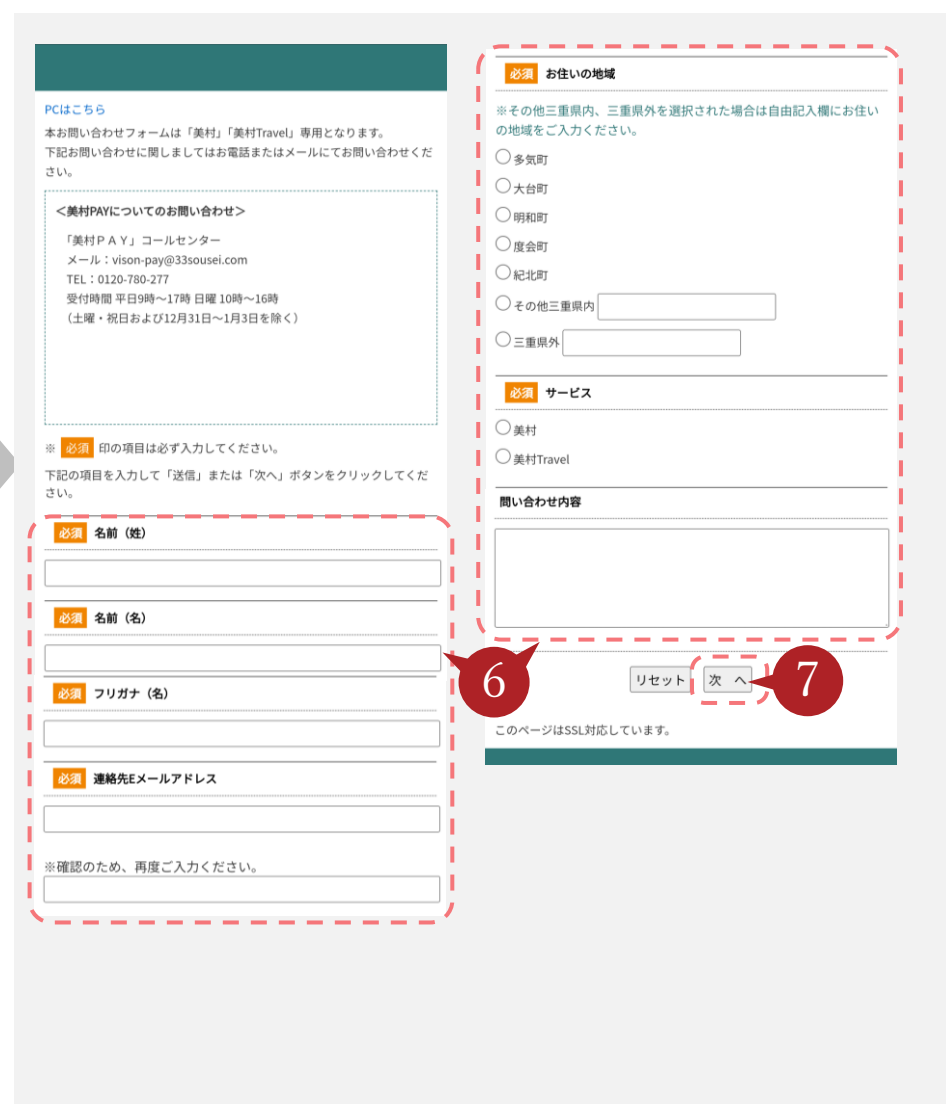 PCはこちら
本お問い合わせフォームは「美村」「美村Travel」専用となります。
下記お問い合わせに関しましてはお電話またはメールにてお問い合わせくだ
さい。
＜美村PAYについてのお問い合わせ＞
「美村ＰＡＹ」コールセンター
メール：vison-pay@33sousei.com
TEL：0120-780-277
受付時間 平日9時～17時 日曜 10時～16時
（土曜・祝日および12月31日～1月3日を除く）
※ 必須 印の項目は必ず入力してください。
下記の項目を入力して「送信」または「次へ」ボタンをクリックしてくだ
さい。
必須 名前（姓）
必須 名前（名）
必須 フリガナ（名）
必須 連絡先Eメールアドレス
※確認のため、再度ご入力ください。
6
必須 お住いの地域
※その他三重県内、三重県外を選択された場合は自由記入欄にお住い
の地域をご入力ください。
多気町
大台町
明和町
度会町
紀北町
その他三重県内
三重県外
必須 サービス
美村
美村Travel
問い合わせ内容
リセット 次 へ
7
このページはSSL対応しています。